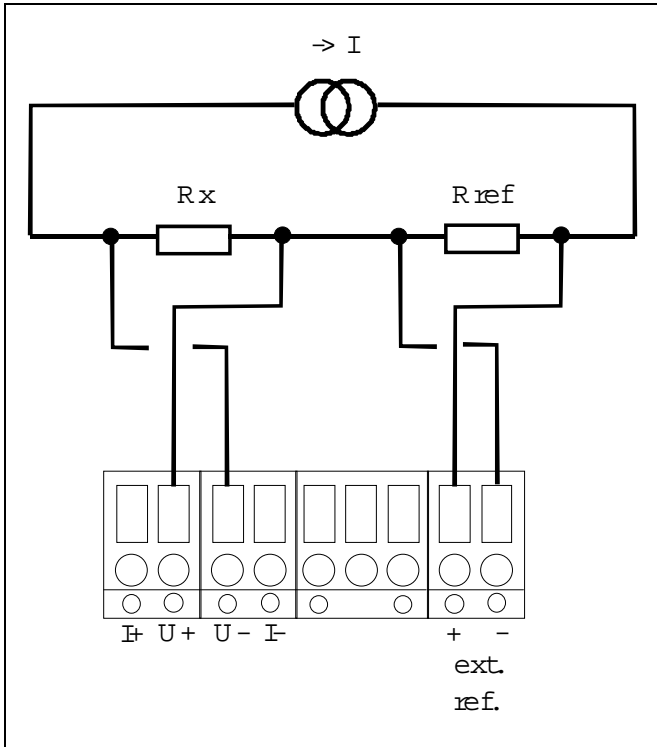 -> I
Rx Rref
I+ U+ U- I- + -
ext.
ref.